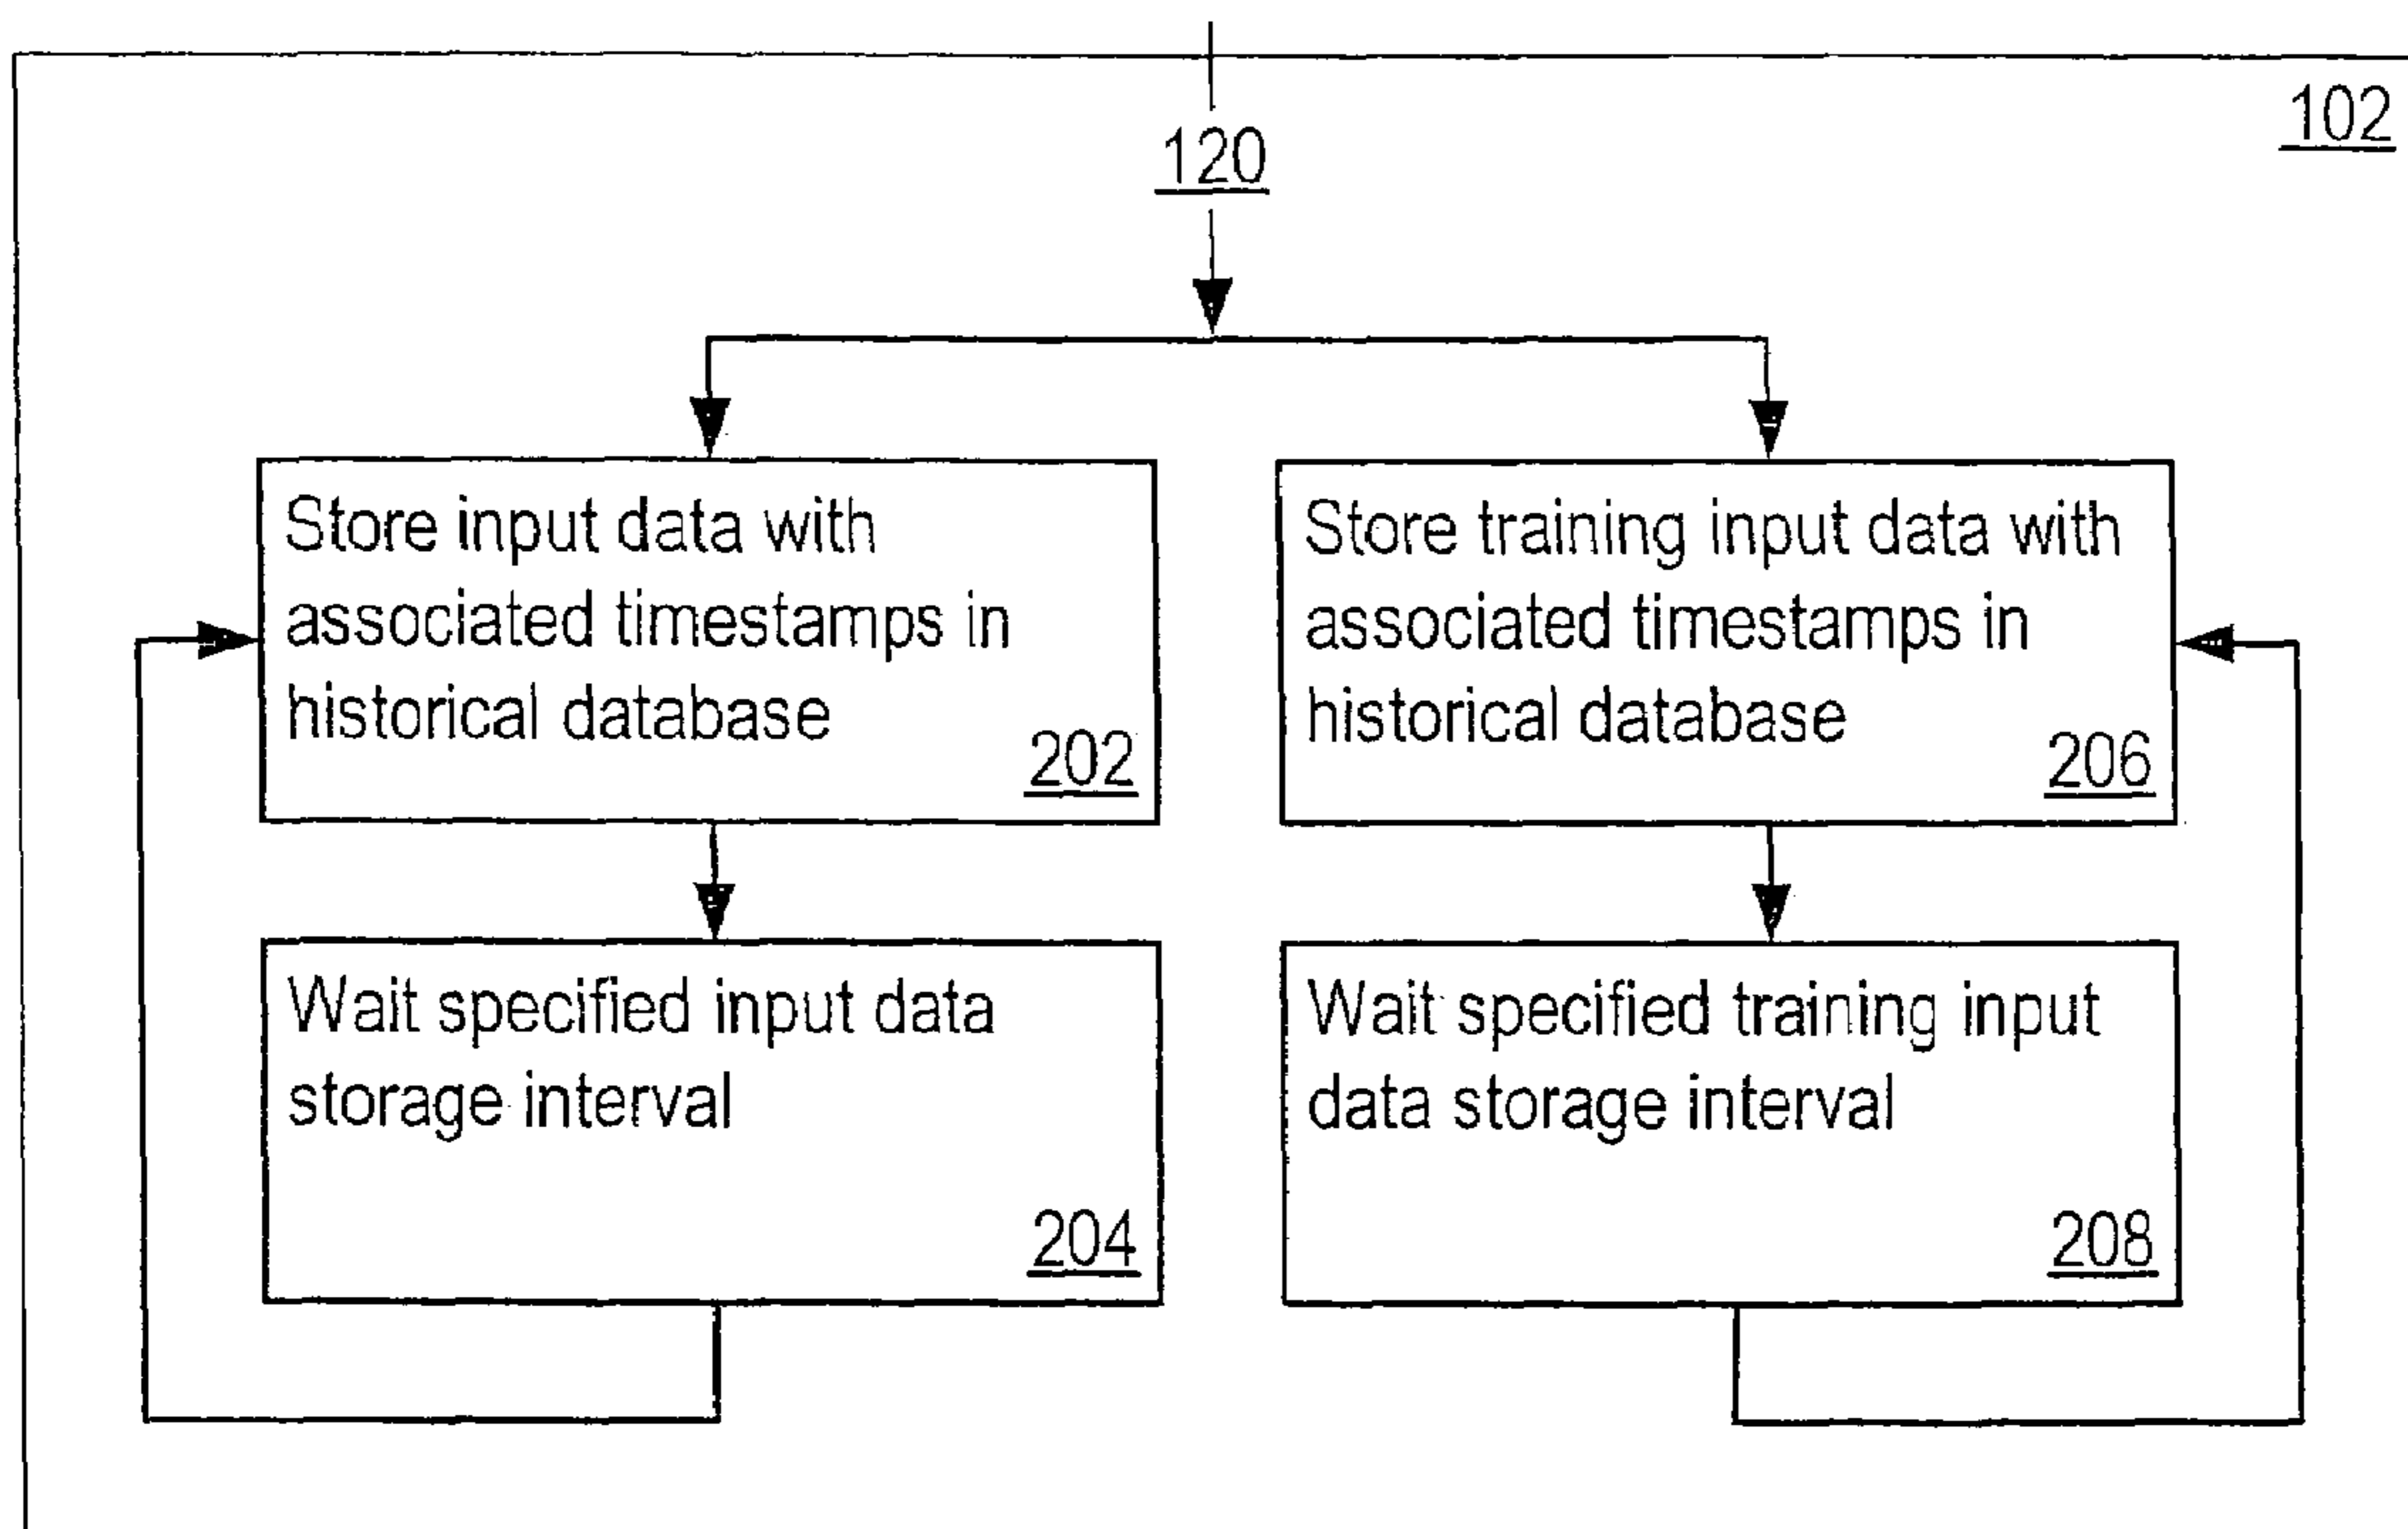 102
120
Store input data with
associated timestamps in
historical database
202
Store training input data with
associated timestamps in
historical database
206
Wait specified input data
storage interval
204
Wait specified training input
data storage interval
208